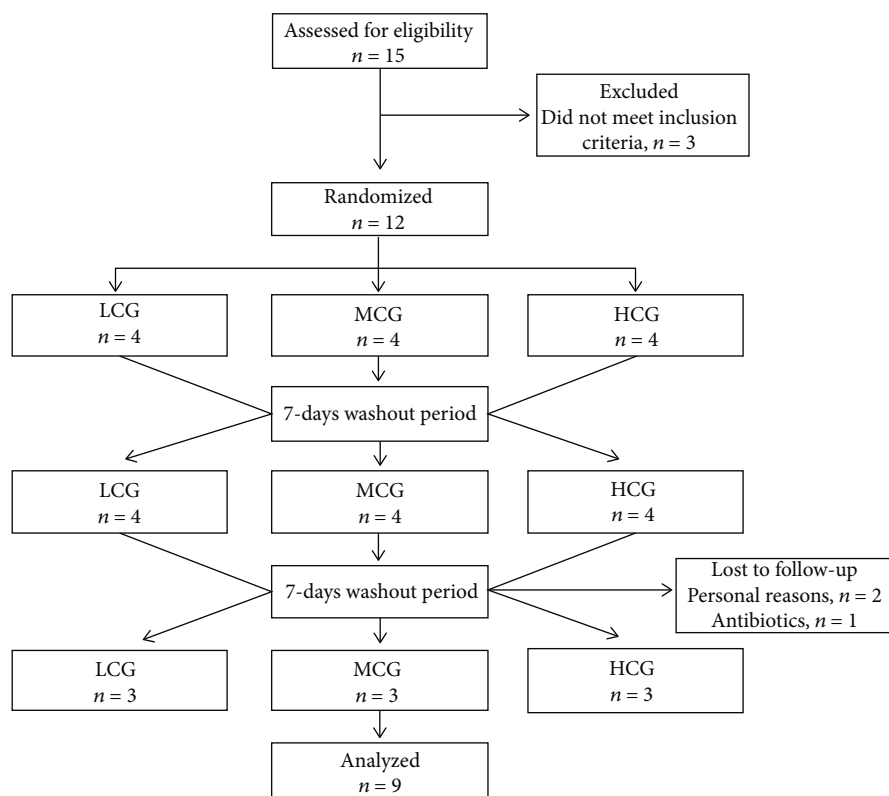 Assessed for eligibility
n = 15
Excluded
Did not meet inclusion
criteria, n = 3
Randomized
n = 12
LCG
n = 4
MCG
n = 4
HCG
n = 4
7-days washout period
LCG
n = 4
MCG
n = 4
HCG
n = 4
7-days washout period
Lost to follow-up
Personal reasons, n = 2
Antibiotics, n = 1
LCG
n = 3
MCG
n = 3
HCG
n = 3
Analyzed
n = 9